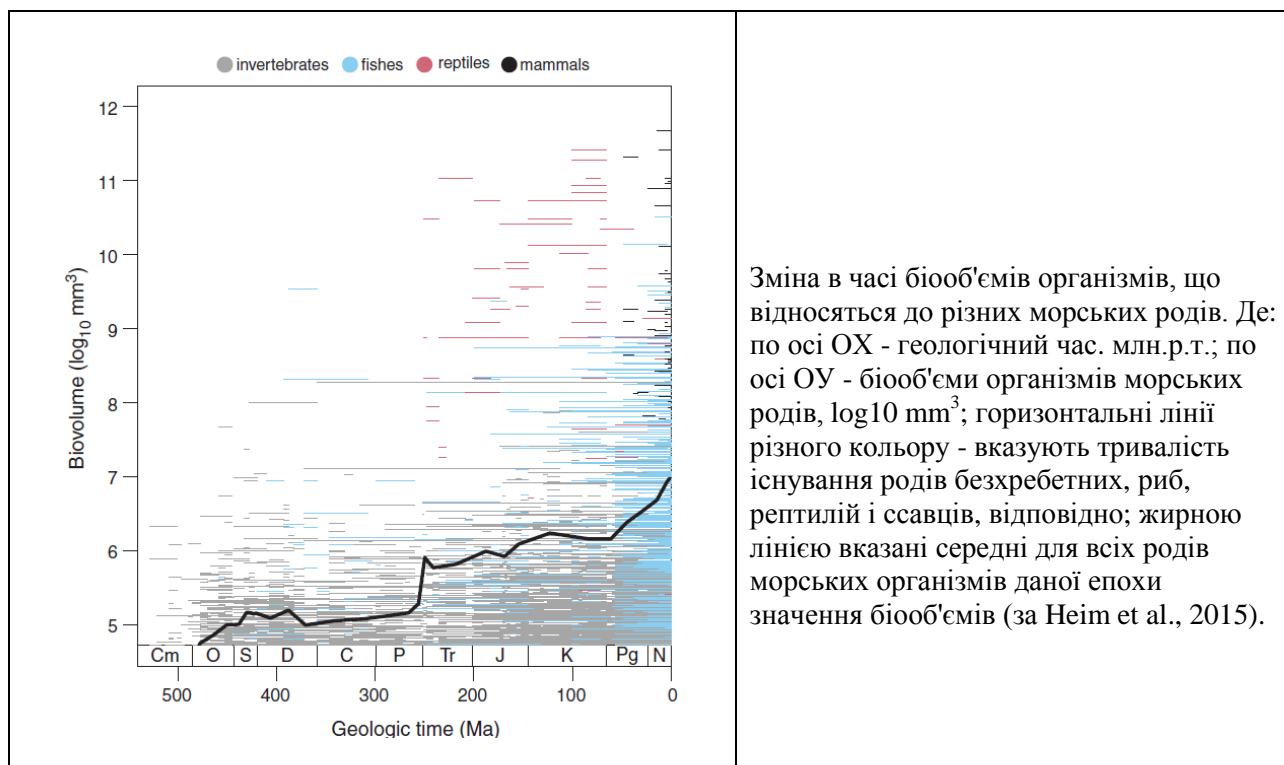 invertebrates fishes reptiles mammals
12
11
10
9
8
7
6
5
Biovolume (log10 mm3)
Cm O S D C P Tr J K Pg N
500 400 300 200 100 0
Geologic time (Ma)
Зміна в часі біооб'ємів організмів, що
відносяться до різних морських родів. Де:
по осі ОХ - геологічний час. млн.р.т.; по
осі ОУ - біооб'єми організмів морських
родів, log10 mm3; горизонтальні лінії
різного кольору - вказують тривалість
існування родів безхребетних, риб,
рептилій і ссавців, відповідно; жирною
лінією вказані середні для всіх родів
морських організмів даної епохи
значення біооб'ємів (за Heim et al., 2015).